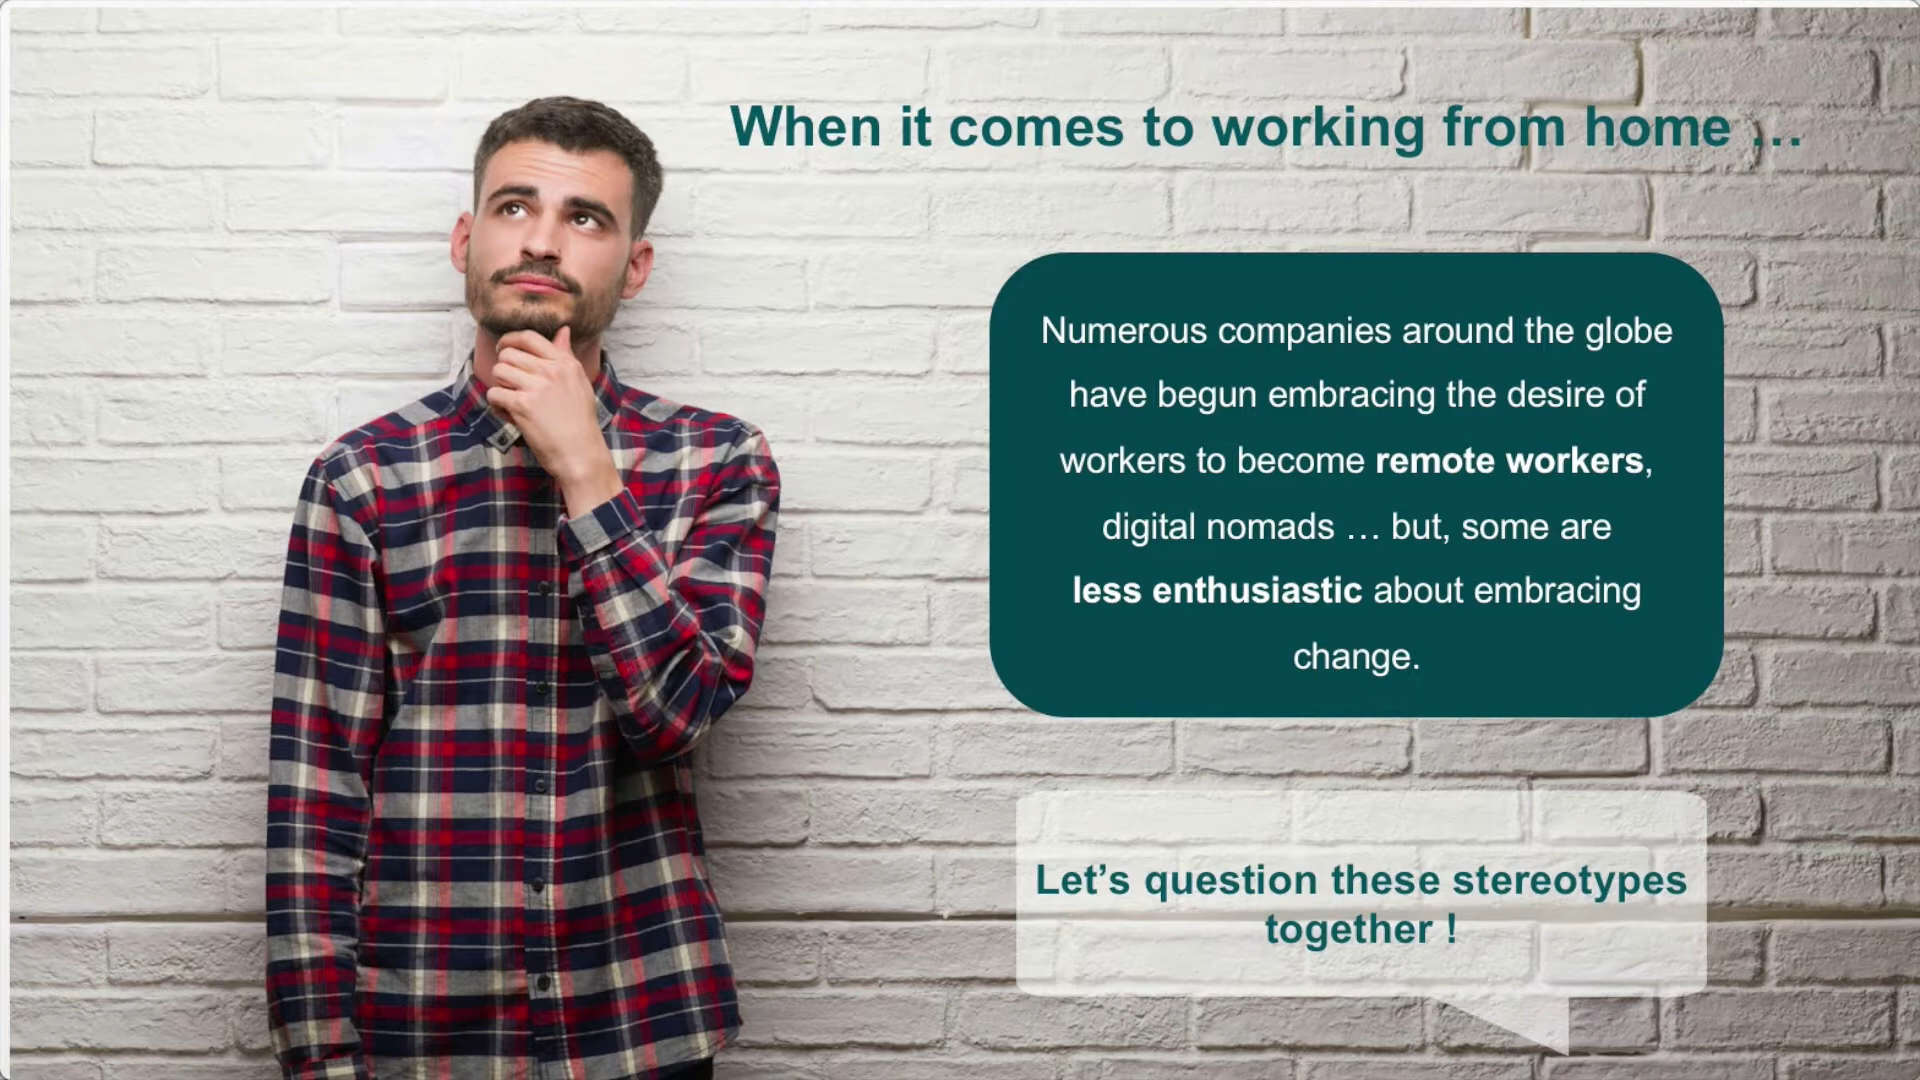 When it comes to working from home …
Numerous companies around the globe
have begun embracing the desire of
workers to become remote workers,
digital nomads … but, some are
less enthusiastic about embracing
change.
Let’s question these stereotypes
together !